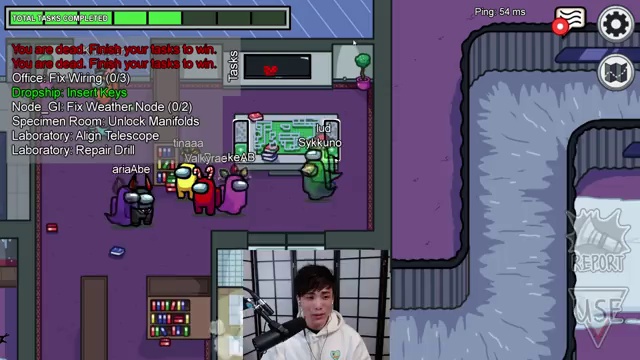 TOTAL TASKS COMPLETED
Ping: 54 ms
You are dead. Finish your tasks to win.
You are dead. Finish your tasks to win.
Office: Fix Wiring (0/3)
Dropship: Insert Keys
Node_GI: Fix Weather Node (0/2)
Specimen Room: Unlock Manifolds
Laboratory: Align Telescope
Laboratory: Repair Drill
Tasks
tinaaa
Sykkuno
ariaAbe
REPORT
USE